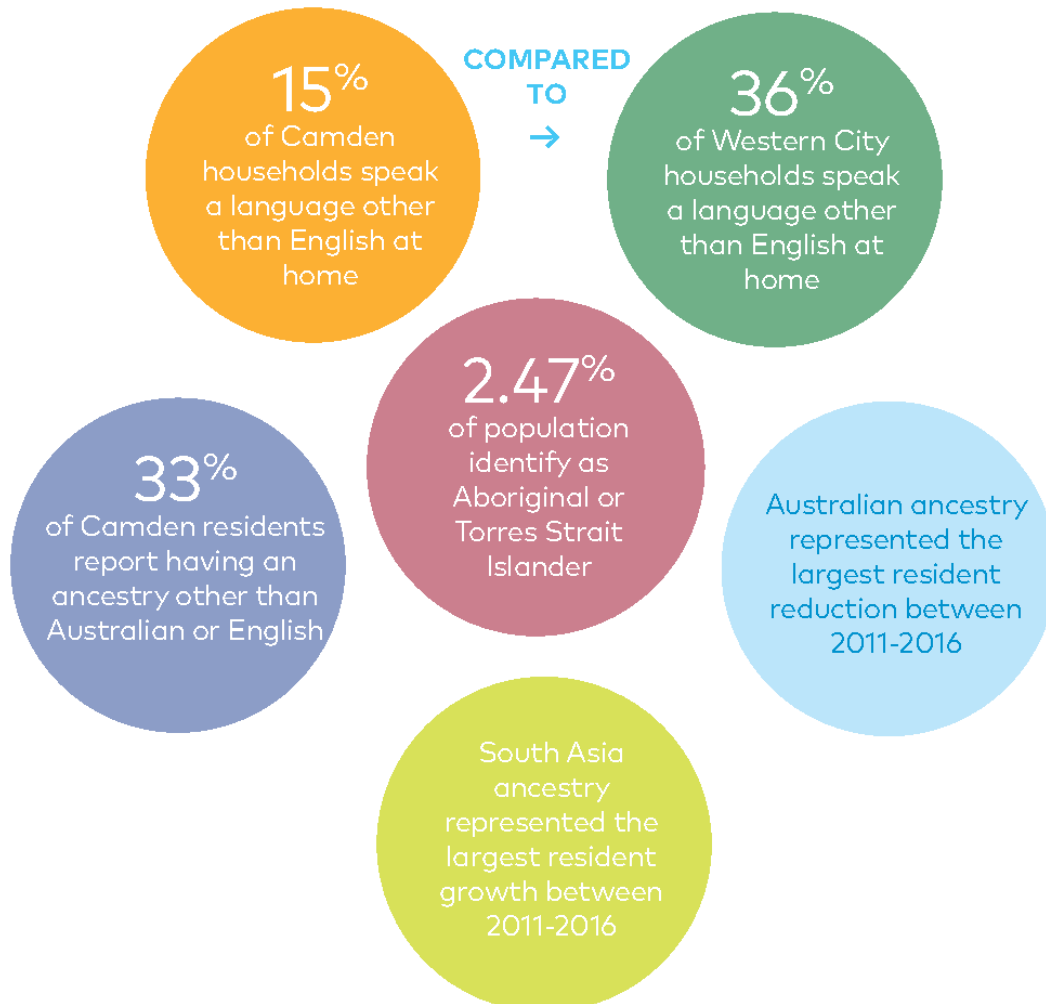 15%
of Camden
households speak
a language other
than English at
home
COMPARED
TO
→
36%
of Western City
households speak
a language other
than English at
home
2.47%
of population
identify as
Aboriginal or
Torres Strait
Islander
33%
of Camden residents
report having an
ancestry other than
Australian or English
Australian ancestry
represented the
largest resident
reduction between
2011-2016
South Asia
ancestry
represented the
largest resident
growth between
2011-2016